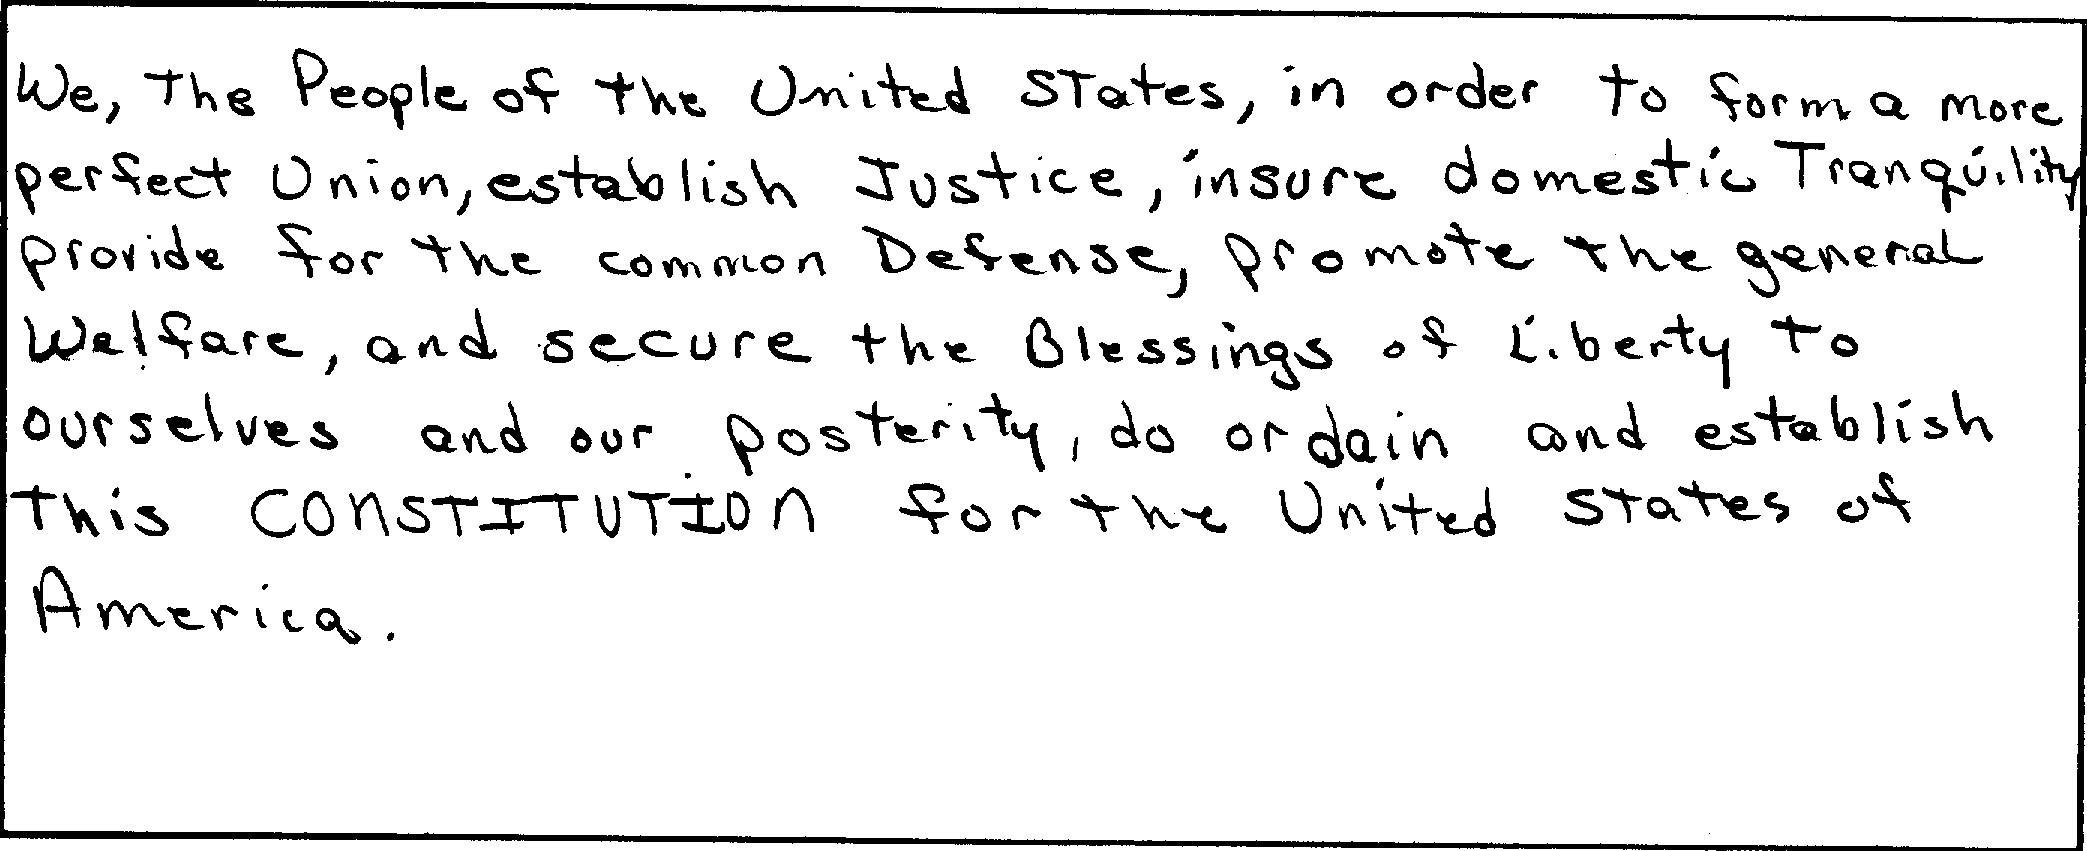 We, the People of the United States, in order to form a more
perfect Union, establish Justice, insure domestic Tranquility
provide for the common Defense, promote the general
Welfare, and secure the Blessings of Liberty to
ourselves and our posterity, do ordain and establish
this CONSTITUTION for the United States of
America.